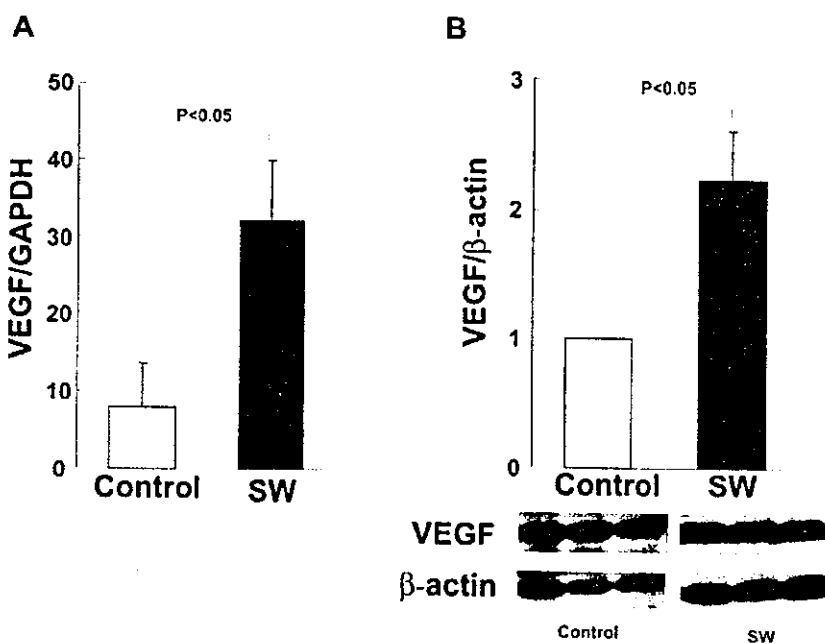 A
50
40
30
20
10
0
VEGF/GAPDH
P<0.05
Control SW
B
3
2
1
0
VEGF/β-actin
P<0.05
Control SW
VEGF
β-actin
Control SW